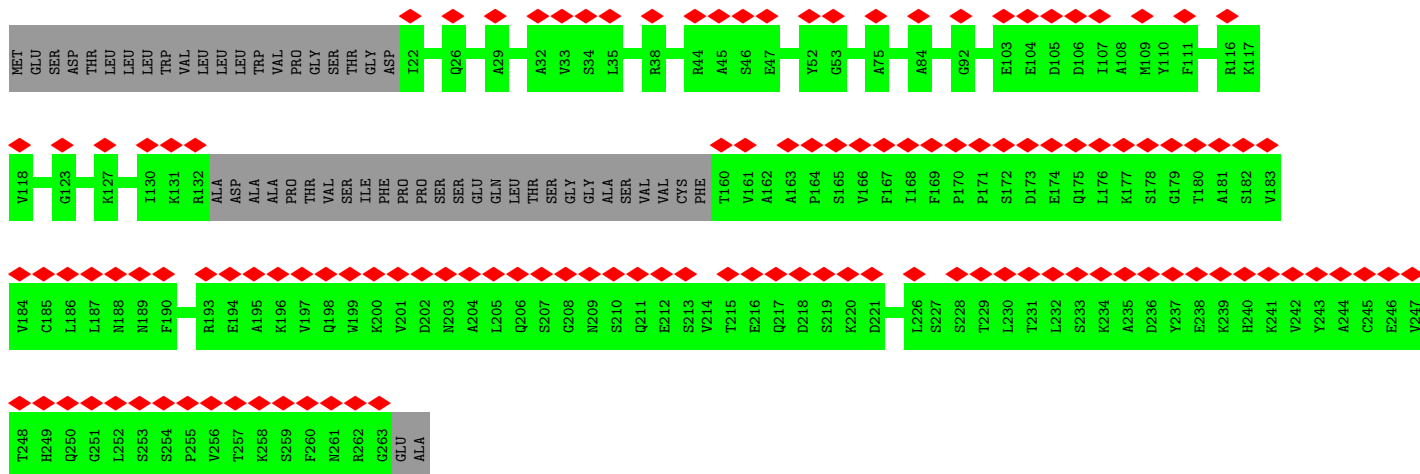 MET GLU SER ASP THR LEU LEU LEU TRP VAL LEU LEU LEU TRP VAL PRO GLY SER THR GLY ASP I22 Q26 A29 A32 V33 S34 L35 R38 R44 A45 S46 E47 Y52 G53 A75 A84 G92 E103 E104 D105 D106 I107 A108 M109 Y110 F111 R116 K117
V118 G123 K127 I130 K131 R132 ALA ASP ALA ALA PRO THR VAL SER ILE PHE PRO PRO SER SER GLU GLN LEU THR SER GLY GLY ALA SER VAL VAL CYS PHE T160 V161 A162 A163 P164 S165 V166 F167 I168 F169 P170 P171 S172 D173 E174 Q175 L176 K177 S178 G179 T180 A181 S182 V183
V184 C185 L186 L187 N188 N189 F190 R193 E194 A195 K196 V197 Q198 W199 K200 V201 D202 N203 A204 L205 Q206 S207 G208 N209 S210 Q211 E212 S213 V214 T215 E216 Q217 D218 S219 K220 D221 L226 S227 S228 T229 L230 T231 L232 S233 K234 A235 D236 Y237 E238 K239 H240 K241 V242 Y243 A244 C245 E246 V247
T248 H249 Q250 G251 L252 S253 S254 P255 V256 T257 K258 S259 F260 N261 R262 G263 GLU ALA